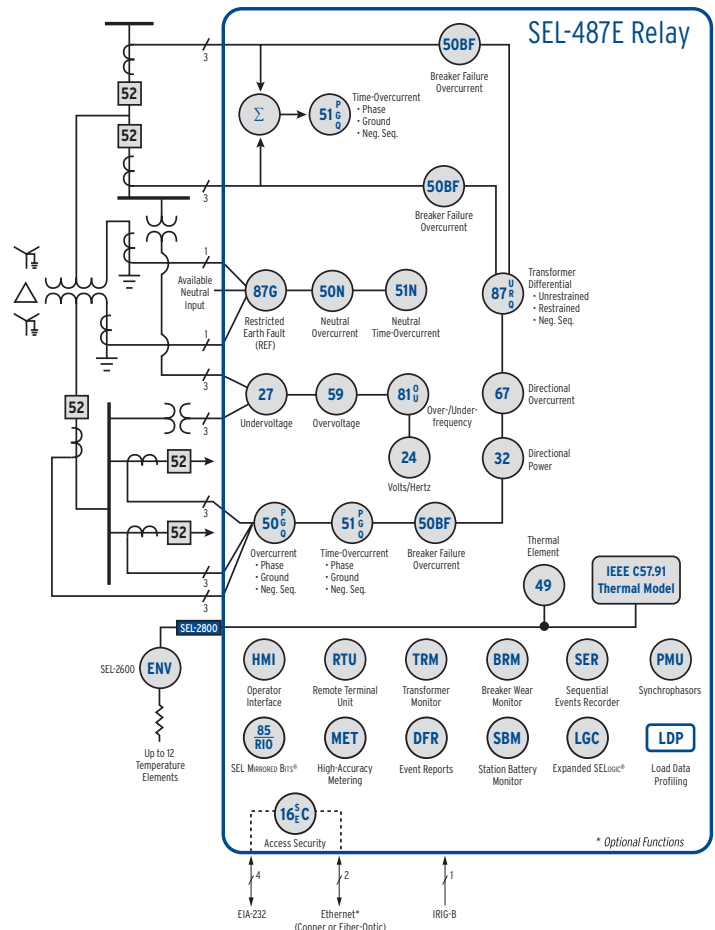 SEL-487E Relay
3
50BF
Breaker Failure
Overcurrent
52
Σ
51 P G Q
Time-Overcurrent
• Phase
• Ground
• Neg. Seq.
52
3
50BF
Breaker Failure
Overcurrent
1
Available
Neutral
Input
87G
Restricted
Earth Fault
(REF)
50N
Neutral
Overcurrent
51N
Neutral
Time-Overcurrent
87 U R Q
Transformer
Differential
• Unrestrained
• Restrained
• Neg. Seq.
1
3
27
Undervoltage
59
Overvoltage
81 O U
Over-/Under-
frequency
67
Directional
Overcurrent
52
3
24
Volts/Hertz
32
Directional
Power
52
3
50 P G Q
Overcurrent
• Phase
• Ground
• Neg. Seq.
51 P G Q
Time-Overcurrent
• Phase
• Ground
• Neg. Seq.
50BF
Breaker Failure
Overcurrent
52
3
3
Thermal
Element
49
IEEE C57.91
Thermal Model
SEL-2800
SEL-2600
ENV
Up to 12
Temperature
Elements
HMI
Operator
Interface
RTU
Remote Terminal
Unit
TRM
Transformer
Monitor
BRM
Breaker Wear
Monitor
SER
Sequential
Events Recorder
PMU
Synchrophasors
85
RIO
SEL Mirrored Bits®
MET
High-Accuracy
Metering
DFR
Event Reports
SBM
Station Battery
Monitor
LGC
Expanded SELogic®
LDP
Load Data
Profiling
16 S E C
Access Security
* Optional Functions
4
EIA-232
2
Ethernet*
(Copper or Fiber-Optic)
1
IRIG-B